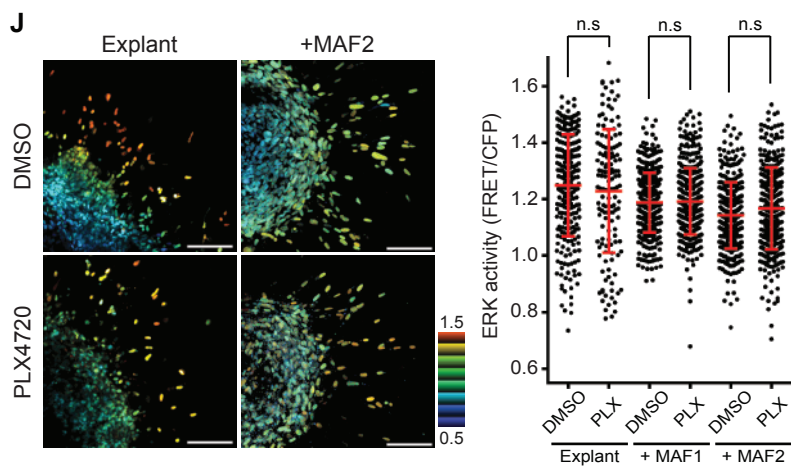 J
Explant
+MAF2
DMSO
PLX4720
1.5
0.5
n.s
n.s
n.s
ERK activity (FRET/CFP)
1.6
1.4
1.2
1.0
0.8
0.6
DMSO
PLX
DMSO
PLX
DMSO
PLX
Explant
+ MAF1
+ MAF2